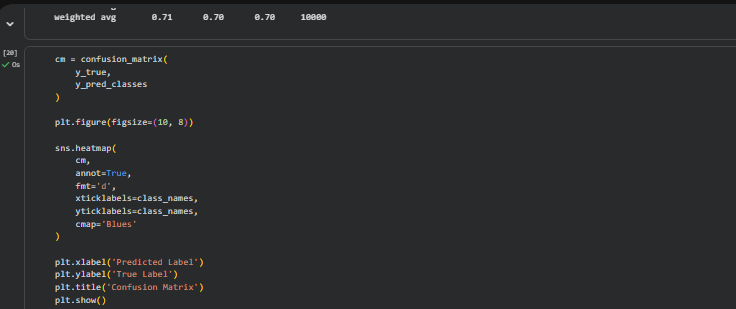 weighted avg 0.71 0.70 0.70 10000
[20]
0s
cm = confusion_matrix(
y_true,
y_pred_classes
)
plt.figure(figsize=(10, 8))
sns.heatmap(
cm,
annot=True,
fmt='d',
xticklabels=class_names,
yticklabels=class_names,
cmap='Blues'
)
plt.xlabel('Predicted Label')
plt.ylabel('True Label')
plt.title('Confusion Matrix')
plt.show()